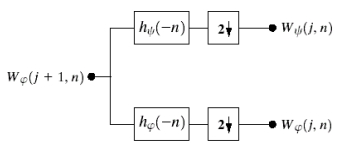 h_ψ(−n) 2↓ W_ψ(j, n)
W_φ(j + 1, n)
h_φ(−n) 2↓ W_φ(j, n)